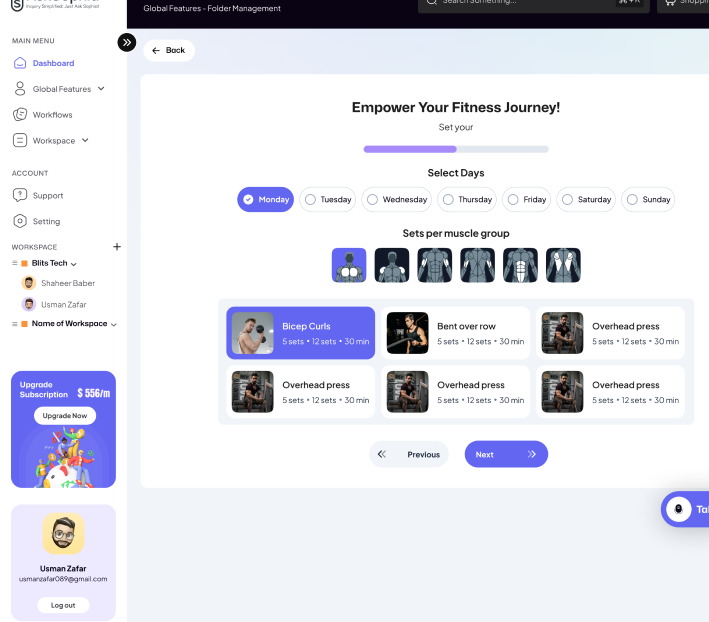 Inquiry Simplified: Just Ask Sophist
Global Features - Folder Management
Search Something...
⌘ + K
MAIN MENU
Dashboard
Global Features
Workflows
Workspace
ACCOUNT
Support
Setting
WORKSPACE
Blits Tech
Shaheer Baber
Usman Zafar
Name of Workspace
Upgrade
Subscription
$ 556/m
Upgrade Now
Usman Zafar
usmanzafar089@gmail.com
Log out
Back
Empower Your Fitness Journey!
Set your
Select Days
Monday
Tuesday
Wednesday
Thursday
Friday
Saturday
Sunday
Sets per muscle group
Bicep Curls
5 sets • 12 sets • 30 min
Bent over row
5 sets • 12 sets • 30 min
Overhead press
5 sets • 12 sets • 30 min
Overhead press
5 sets • 12 sets • 30 min
Overhead press
5 sets • 12 sets • 30 min
Overhead press
5 sets • 12 sets • 30 min
Previous
Next